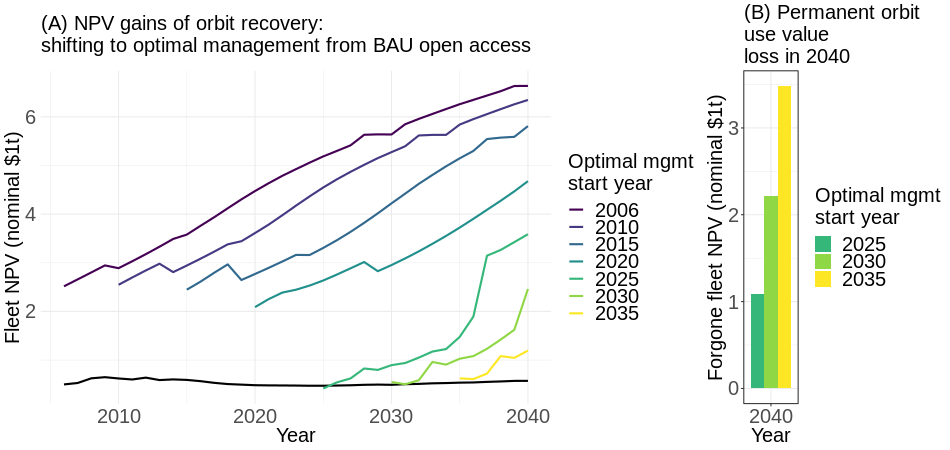 (A) NPV gains of orbit recovery:
shifting to optimal management from BAU open access
Fleet NPV (nominal $1t)
6
4
2
2010
2020
2030
2040
Year
Optimal mgmt
start year
2006
2010
2015
2020
2025
2030
2035
(B) Permanent orbit
use value
loss in 2040
Forgone fleet NPV (nominal $1t)
3
2
1
0
2040
Year
Optimal mgmt
start year
2025
2030
2035